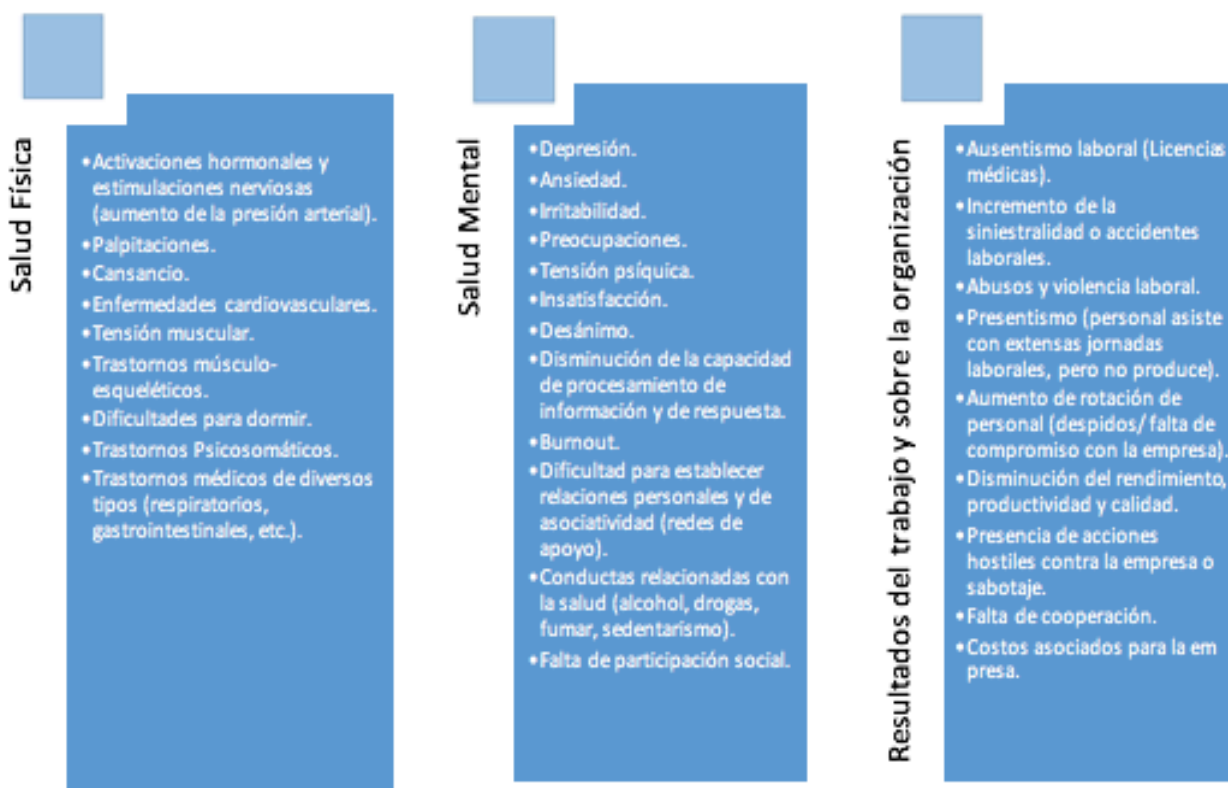 Salud Física
•Activaciones hormonales y
estimulaciones nerviosas
(aumento de la presión arterial).
•Palpitaciones.
•Cansancio.
•Enfermedades cardiovasculares.
•Tensión muscular.
•Trastornos músculo-
esqueléticos.
•Dificultades para dormir.
•Trastornos Psicosomáticos.
•Trastornos médicos de diversos
tipos (respiratorios,
gastrointestinales, etc.).
Salud Mental
•Depresión.
•Ansiedad.
•Irritabilidad.
•Preocupaciones.
•Tensión psíquica.
•Insatisfacción.
•Desánimo.
•Disminución de la capacidad
de procesamiento de
información y de respuesta.
•Burnout.
•Dificultad para establecer
relaciones personales y de
asociatividad (redes de
apoyo).
•Conductas relacionadas con
la salud (alcohol, drogas,
fumar, sedentarismo).
•Falta de participación social.
Resultados del trabajo y sobre la organización
•Ausentismo laboral (Licencias
médicas).
•Incremento de la
siniestralidad o accidentes
laborales.
•Abusos y violencia laboral.
•Presentismo (personal asiste
con extensas jornadas
laborales, pero no produce).
•Aumento de rotación de
personal (despidos/ falta de
compromiso con la empresa).
•Disminución del rendimiento,
productividad y calidad.
•Presencia de acciones
hostiles contra la empresa o
sabotaje.
•Falta de cooperación.
•Costos asociados para la em
presa.